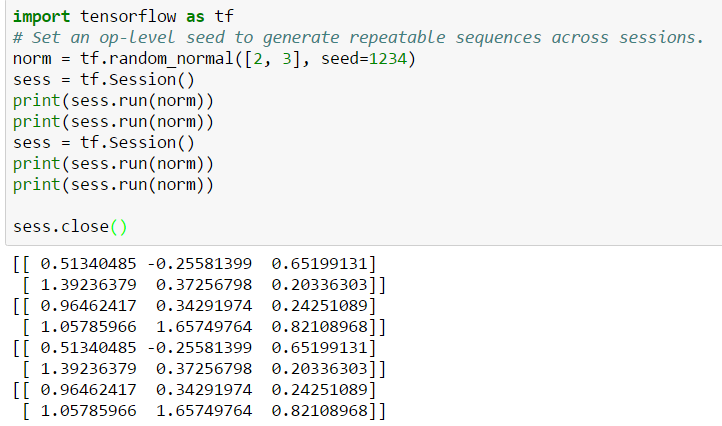 import tensorflow as tf
# Set an op-level seed to generate repeatable sequences across sessions.
norm = tf.random_normal([2, 3], seed=1234)
sess = tf.Session()
print(sess.run(norm))
print(sess.run(norm))
sess = tf.Session()
print(sess.run(norm))
print(sess.run(norm))

sess.close()
[[ 0.51340485 -0.25581399  0.65199131]
 [ 1.39236379  0.37256798  0.20336303]]
[[ 0.96462417  0.34291974  0.24251089]
 [ 1.05785966  1.65749764  0.82108968]]
[[ 0.51340485 -0.25581399  0.65199131]
 [ 1.39236379  0.37256798  0.20336303]]
[[ 0.96462417  0.34291974  0.24251089]
 [ 1.05785966  1.65749764  0.82108968]]